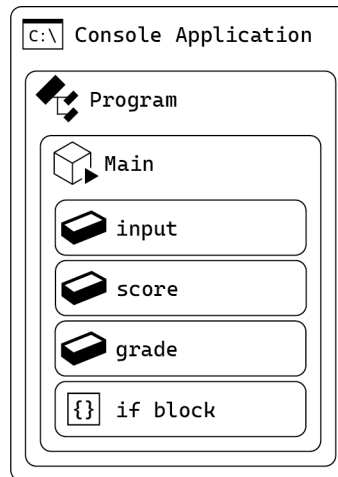 C:\ Console Application
Program
Main
input
score
grade
{} if block